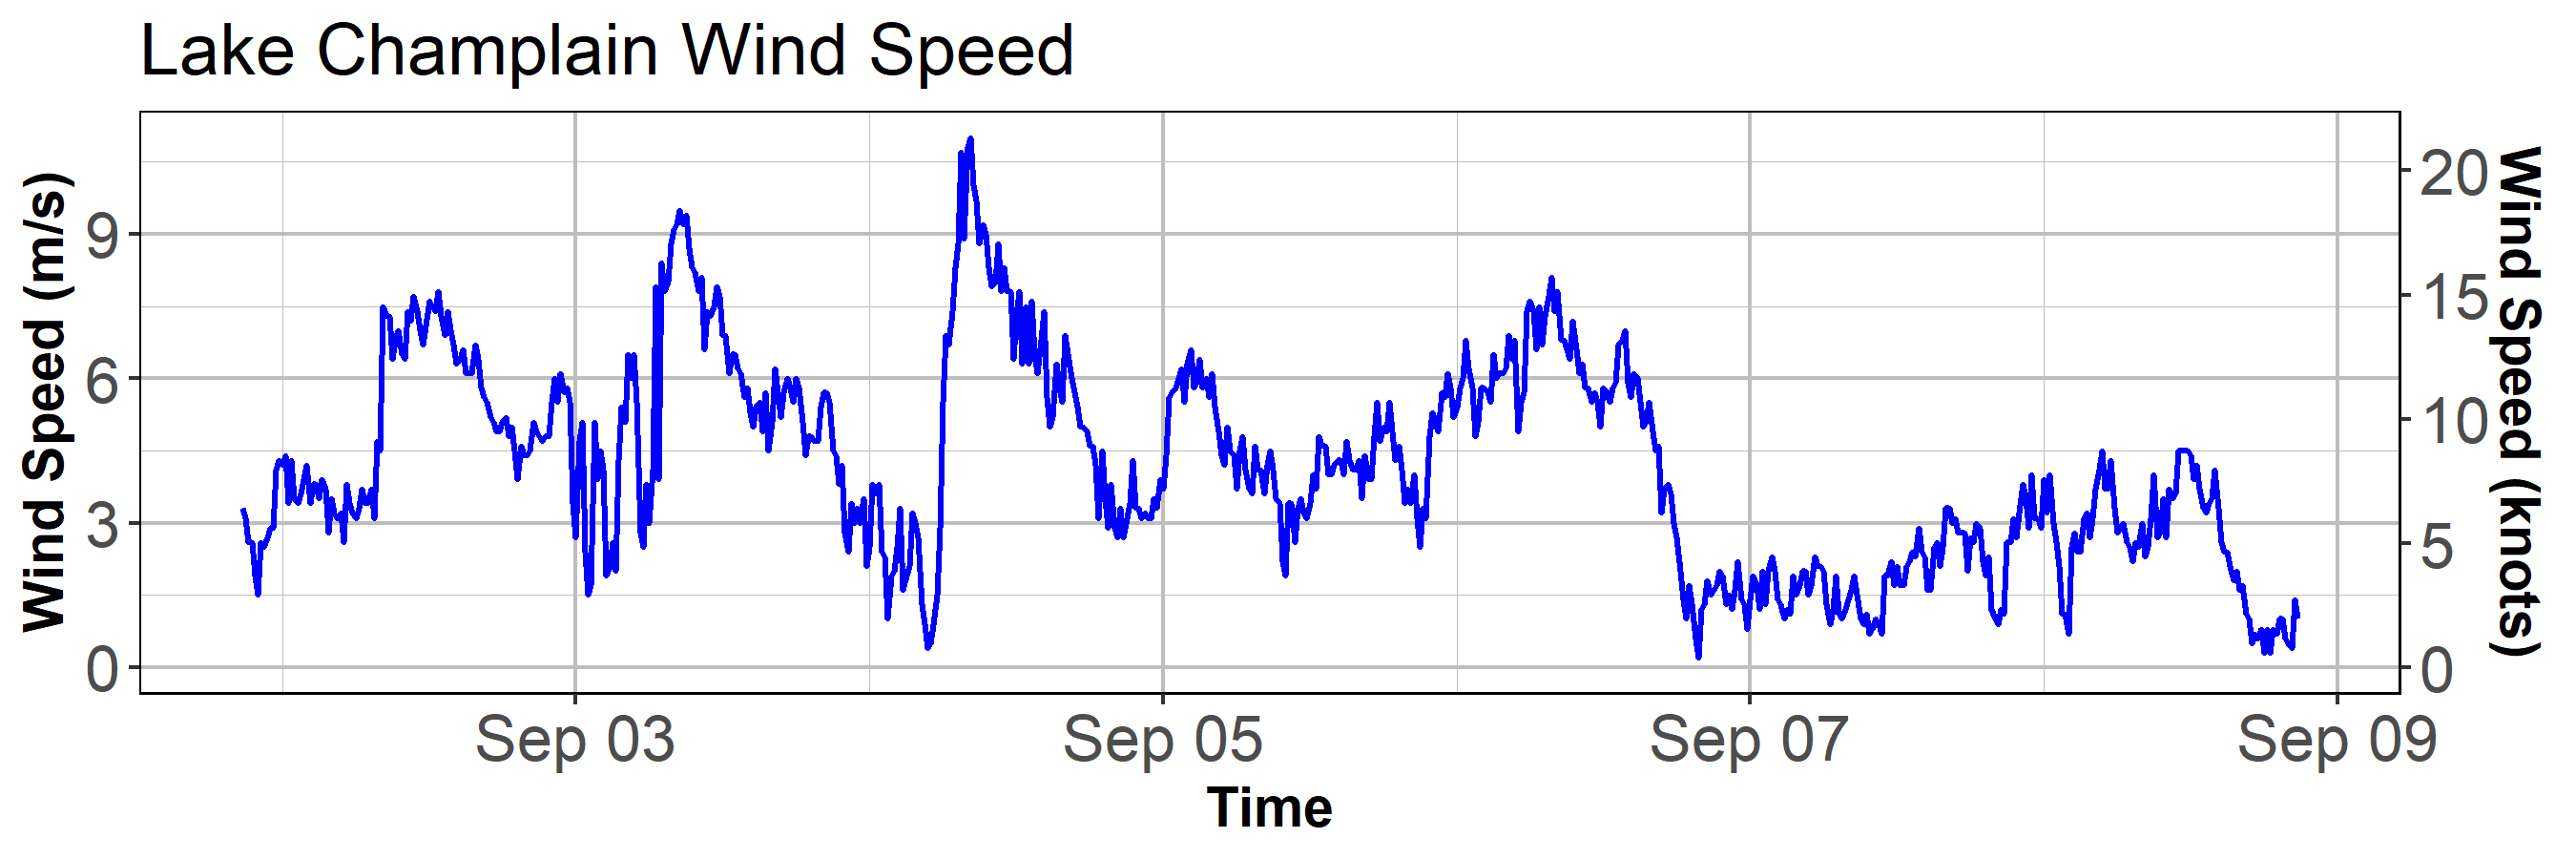 Lake Champlain Wind Speed
Wind Speed (m/s)
9
6
3
0
20
15
10
5
0
Wind Speed (knots)
Sep 03 Sep 05 Sep 07 Sep 09
Time